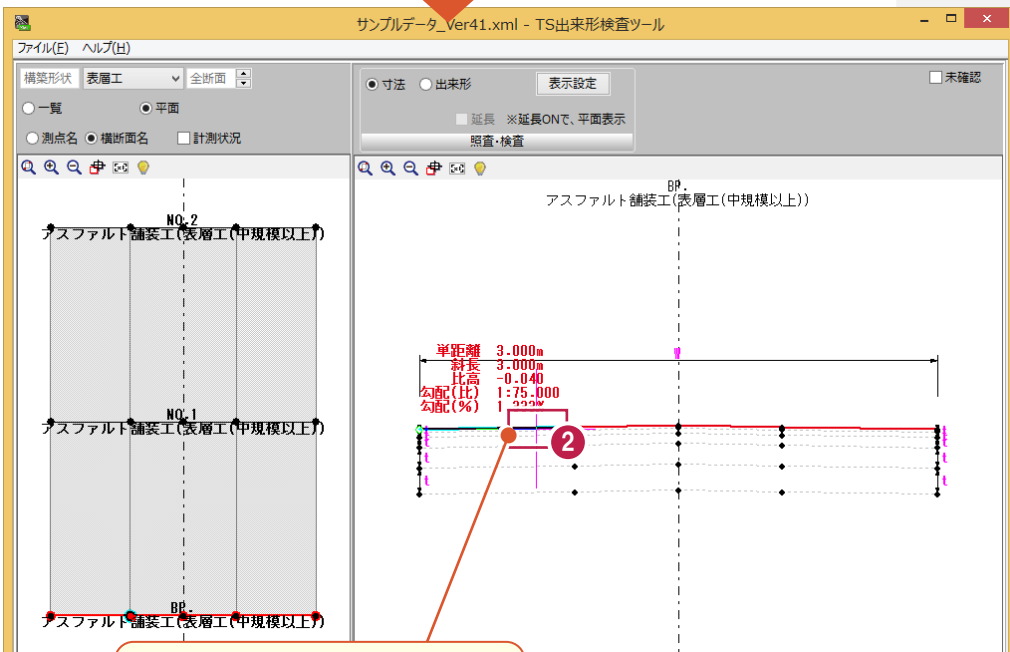 サンプルデータ_Ver41.xml - TS出来形検査ツール
ファイル(F) ヘルプ(H)
構築形状 表層工 全断面
一覧 平面
測点名 横断面名 計測状況
寸法 出来形 表示設定
延長 ※延長ONで、平面表示
照査・検査
未確認
NO.2
アスファルト舗装工(表層工(中規模以上))
NO.1
アスファルト舗装工(表層工(中規模以上))
BP.
アスファルト舗装工(表層工(中規模以上))
BP.
アスファルト舗装工(表層工(中規模以上))
W
単距離 3.000m
斜長 3.000m
比高 -0.040
勾配(比) 1:75.000
勾配(%)
2
t t
t t
t t